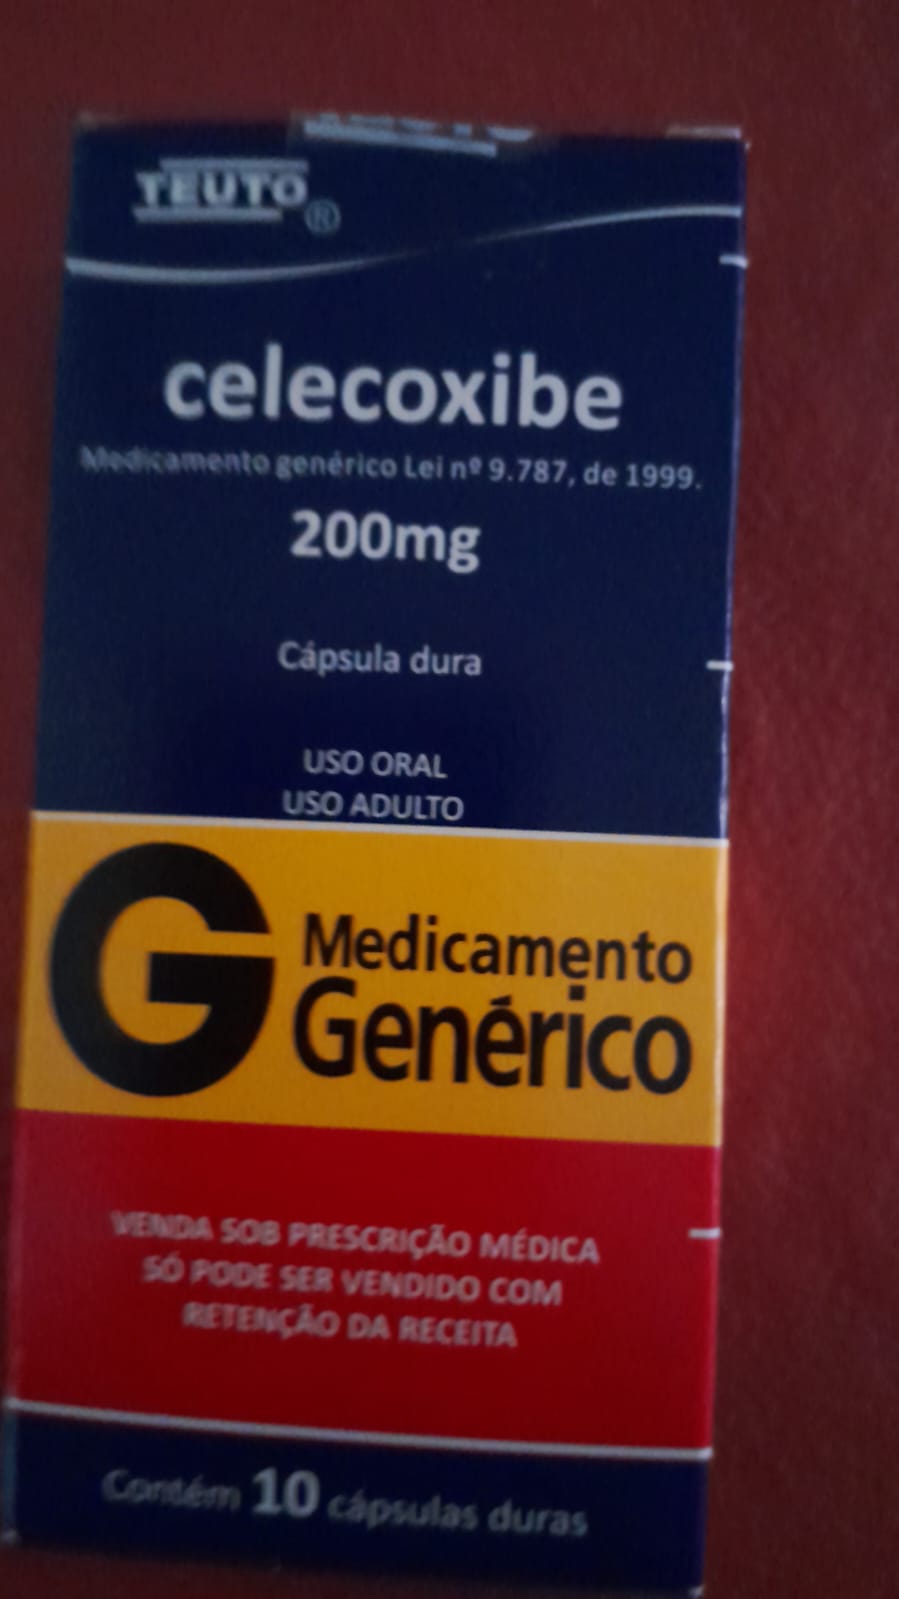 TEUTO®
celecoxibe
Medicamento genérico Lei nº 9.787, de 1999.
200mg
Cápsula dura
USO ORAL
USO ADULTO
G Medicamento
Genérico
VENDA SOB PRESCRIÇÃO MÉDICA
SÓ PODE SER VENDIDO COM
RETENÇÃO DA RECEITA
Contém 10 cápsulas duras